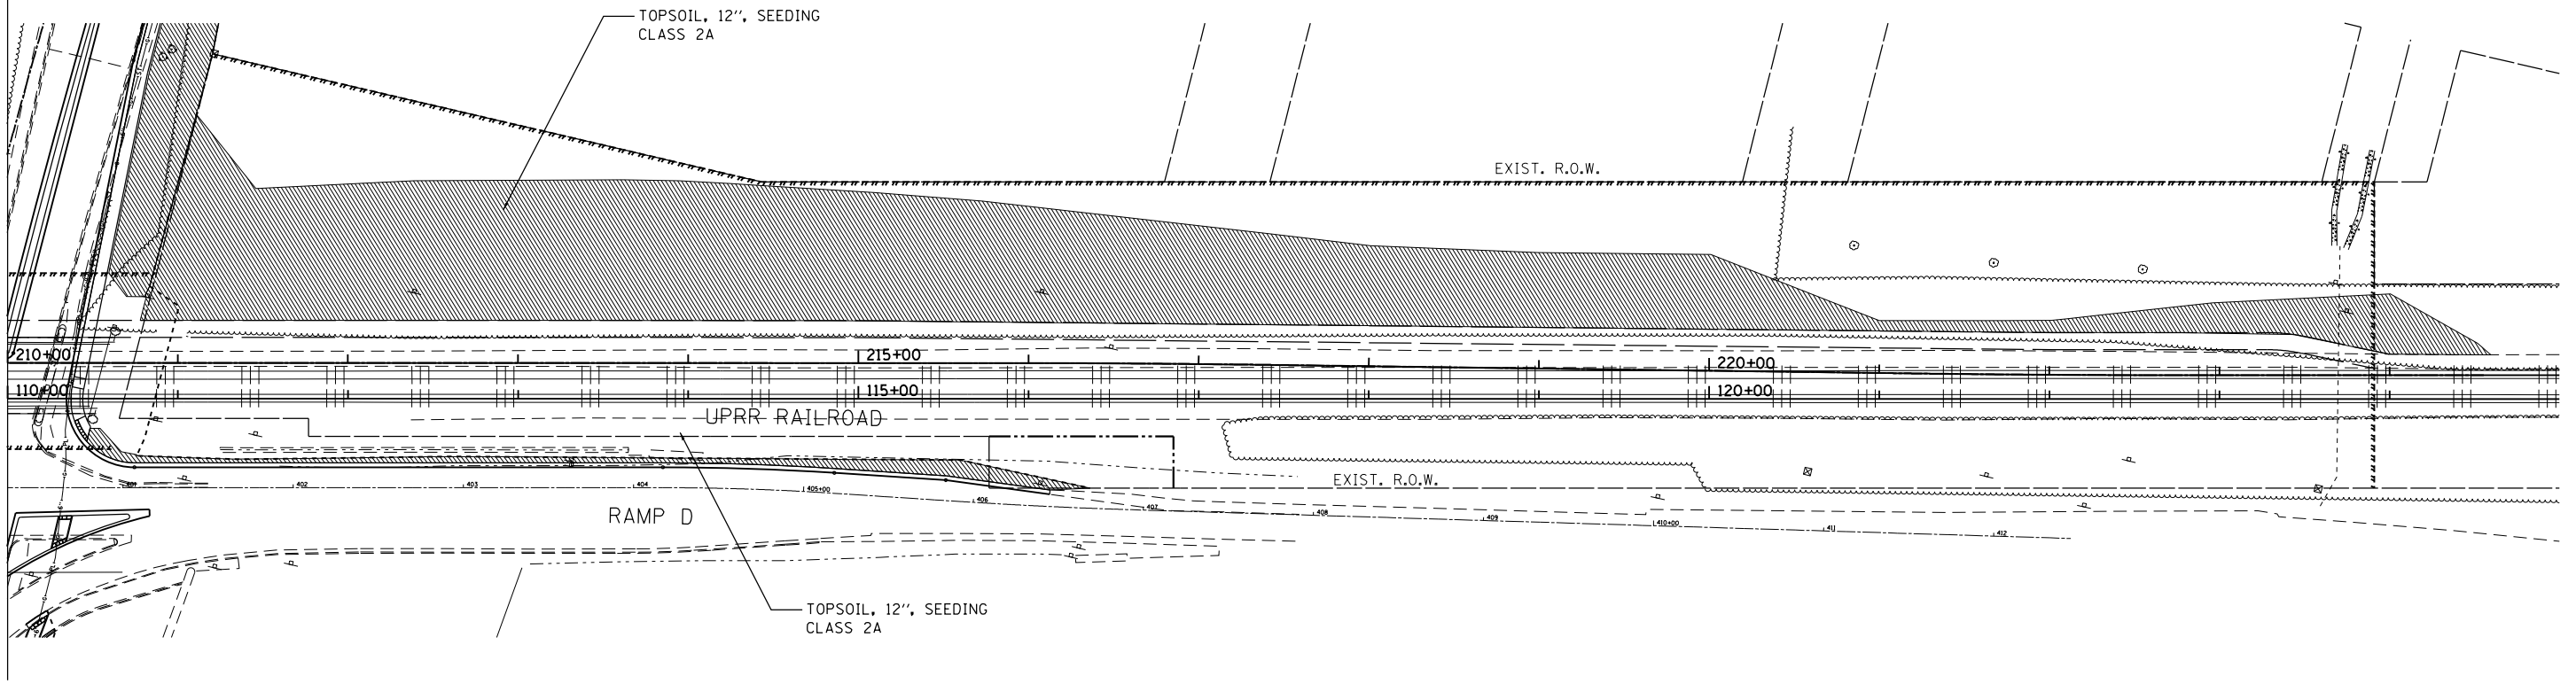 TOPSOIL, 12'', SEEDING
CLASS 2A
EXIST. R.O.W.
210+00
215+00
220+00
110+00
115+00
120+00
UPRR RAILROAD
EXIST. R.O.W.
401
402
403
404
405+00
406
407
408
409
410+00
411
412
RAMP D
TOPSOIL, 12'', SEEDING
CLASS 2A